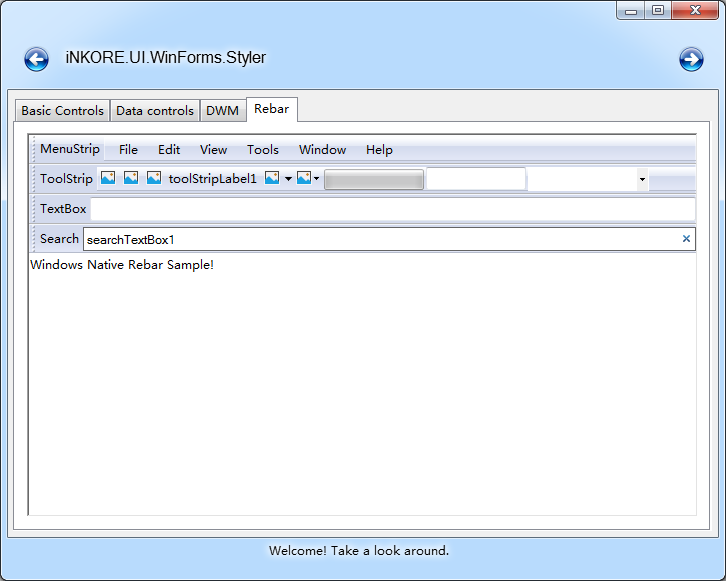 iNKORE.UI.WinForms.Styler
Basic Controls Data controls DWM Rebar
MenuStrip File Edit View Tools Window Help
ToolStrip toolStripLabel1
TextBox
Search searchTextBox1
Windows Native Rebar Sample!
Welcome! Take a look around.